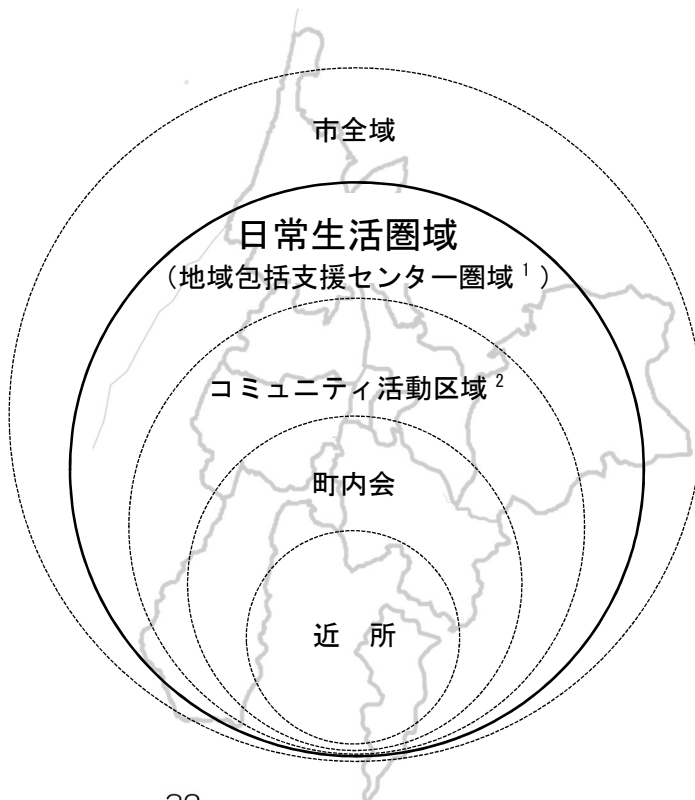 市全域
日常生活圏域
（地域包括支援センター圏域¹）
コミュニティ活動区域²
町内会
近　所